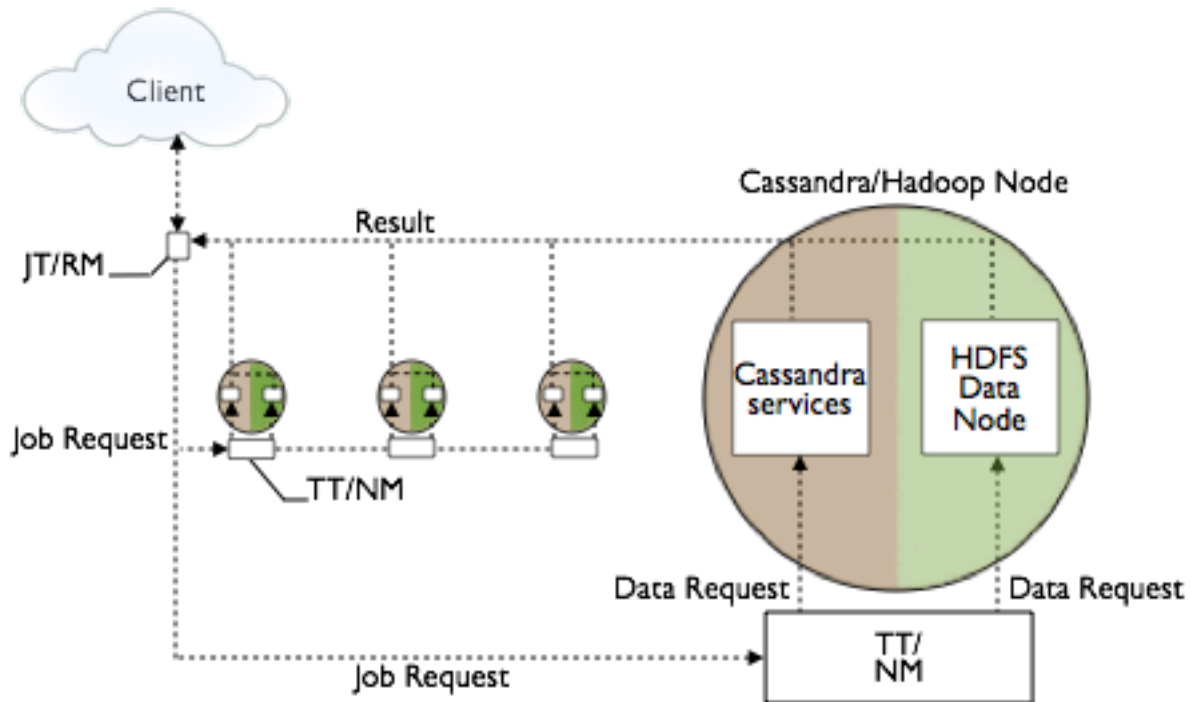 Client
Cassandra/Hadoop Node
Result
JT/RM
Cassandra
services
HDFS
Data
Node
Job Request
TT/NM
Data Request
Data Request
TT/
NM
Job Request